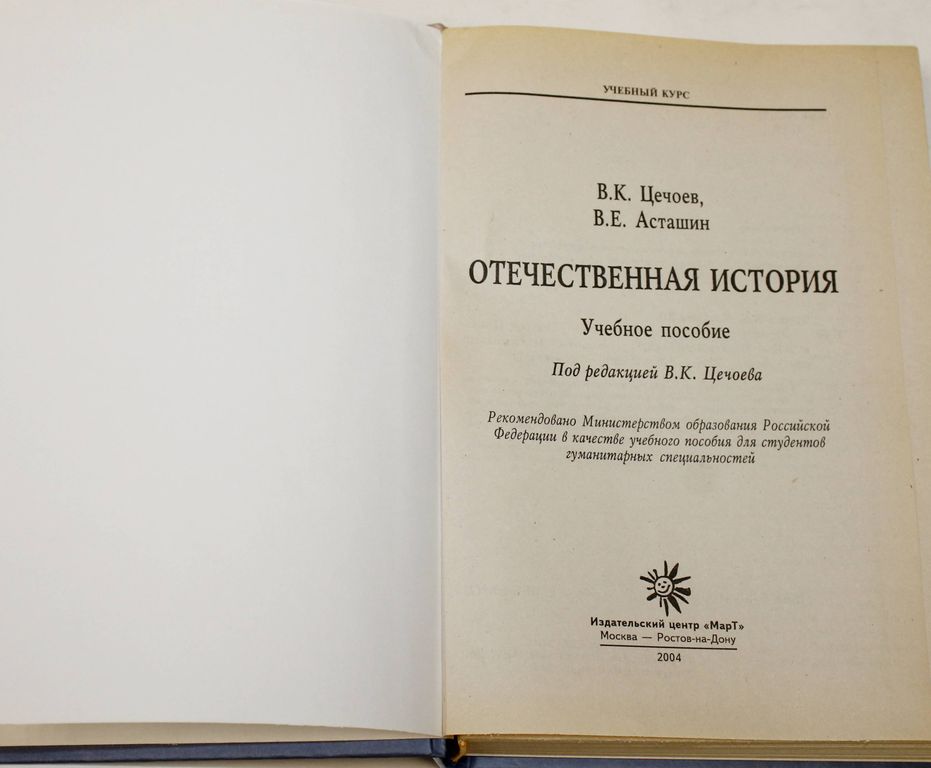 УЧЕБНЫЙ КУРС
В.К. Цечоев,
В.Е. Асташин
ОТЕЧЕСТВЕННАЯ ИСТОРИЯ
Учебное пособие
Под редакцией В.К. Цечоева
Рекомендовано Министерством образования Российской
Федерации в качестве учебного пособия для студентов
гуманитарных специальностей
Издательский центр «МарТ»
Москва — Ростов-на-Дону
2004